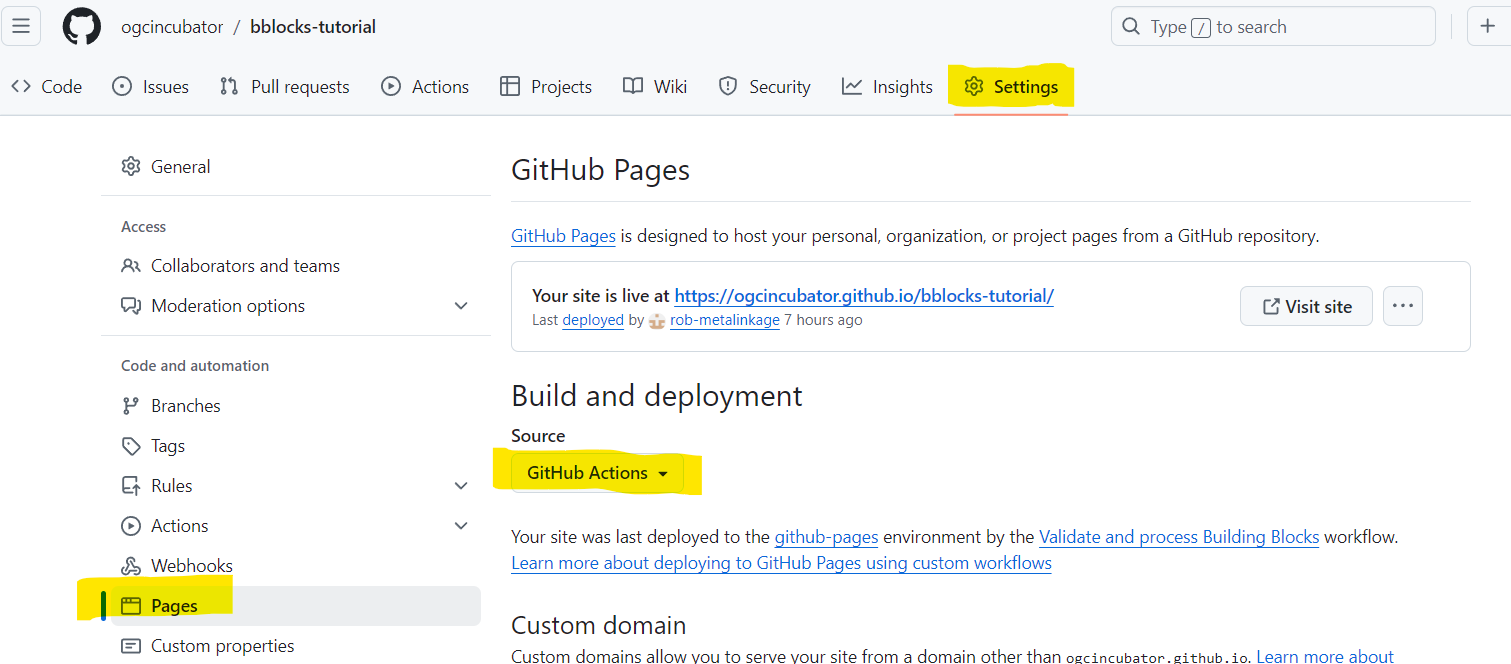 ogcincubator / bblocks-tutorial
Type / to search
Code Issues Pull requests Actions Projects Wiki Security Insights Settings
General
Access
Collaborators and teams
Moderation options
Code and automation
Branches
Tags
Rules
Actions
Webhooks
Pages
Custom properties
GitHub Pages
GitHub Pages is designed to host your personal, organization, or project pages from a GitHub repository.
Your site is live at https://ogcincubator.github.io/bblocks-tutorial/
Last deployed by rob-metalinkage 7 hours ago
Visit site
Build and deployment
Source
GitHub Actions
Your site was last deployed to the github-pages environment by the Validate and process Building Blocks workflow.
Learn more about deploying to GitHub Pages using custom workflows
Custom domain
Custom domains allow you to serve your site from a domain other than ogcincubator.github.io. Learn more about